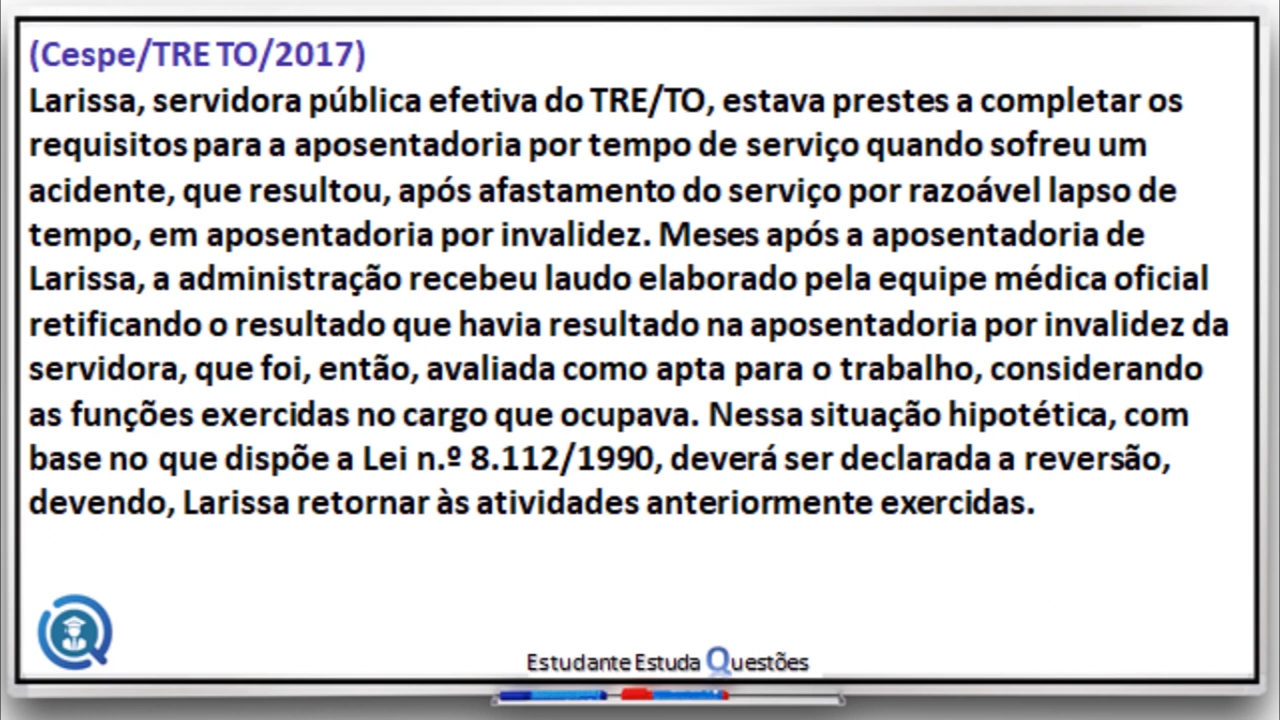 (Cespe/TRE TO/2017)
Larissa, servidora pública efetiva do TRE/TO, estava prestes a completar os
requisitos para a aposentadoria por tempo de serviço quando sofreu um
acidente, que resultou, após afastamento do serviço por razoável lapso de
tempo, em aposentadoria por invalidez. Meses após a aposentadoria de
Larissa, a administração recebeu laudo elaborado pela equipe médica oficial
retificando o resultado que havia resultado na aposentadoria por invalidez da
servidora, que foi, então, avaliada como apta para o trabalho, considerando
as funções exercidas no cargo que ocupava. Nessa situação hipotética, com
base no que dispõe a Lei n.º 8.112/1990, deverá ser declarada a reversão,
devendo, Larissa retornar às atividades anteriormente exercidas.
Estudante Estuda Questões